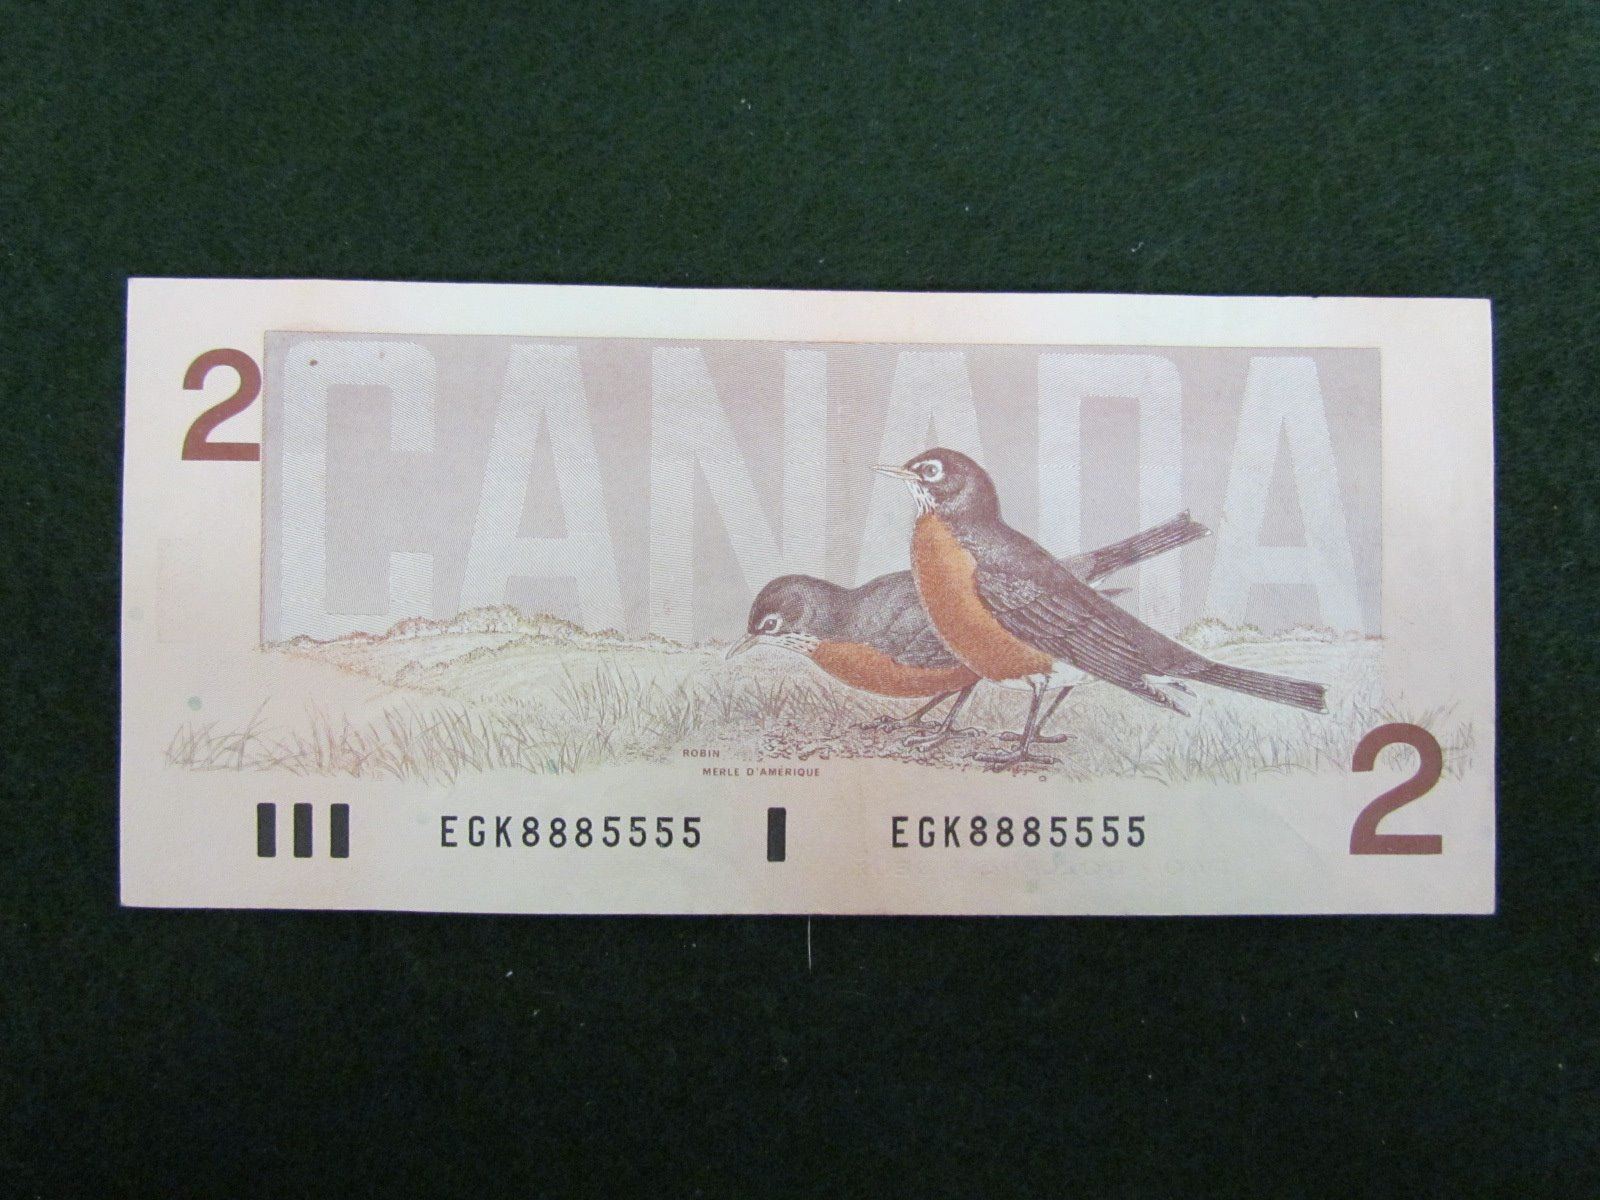 2
CANADA
ROBIN
MERLE D'AMÉRIQUE
EGK8885555 EGK8885555
2